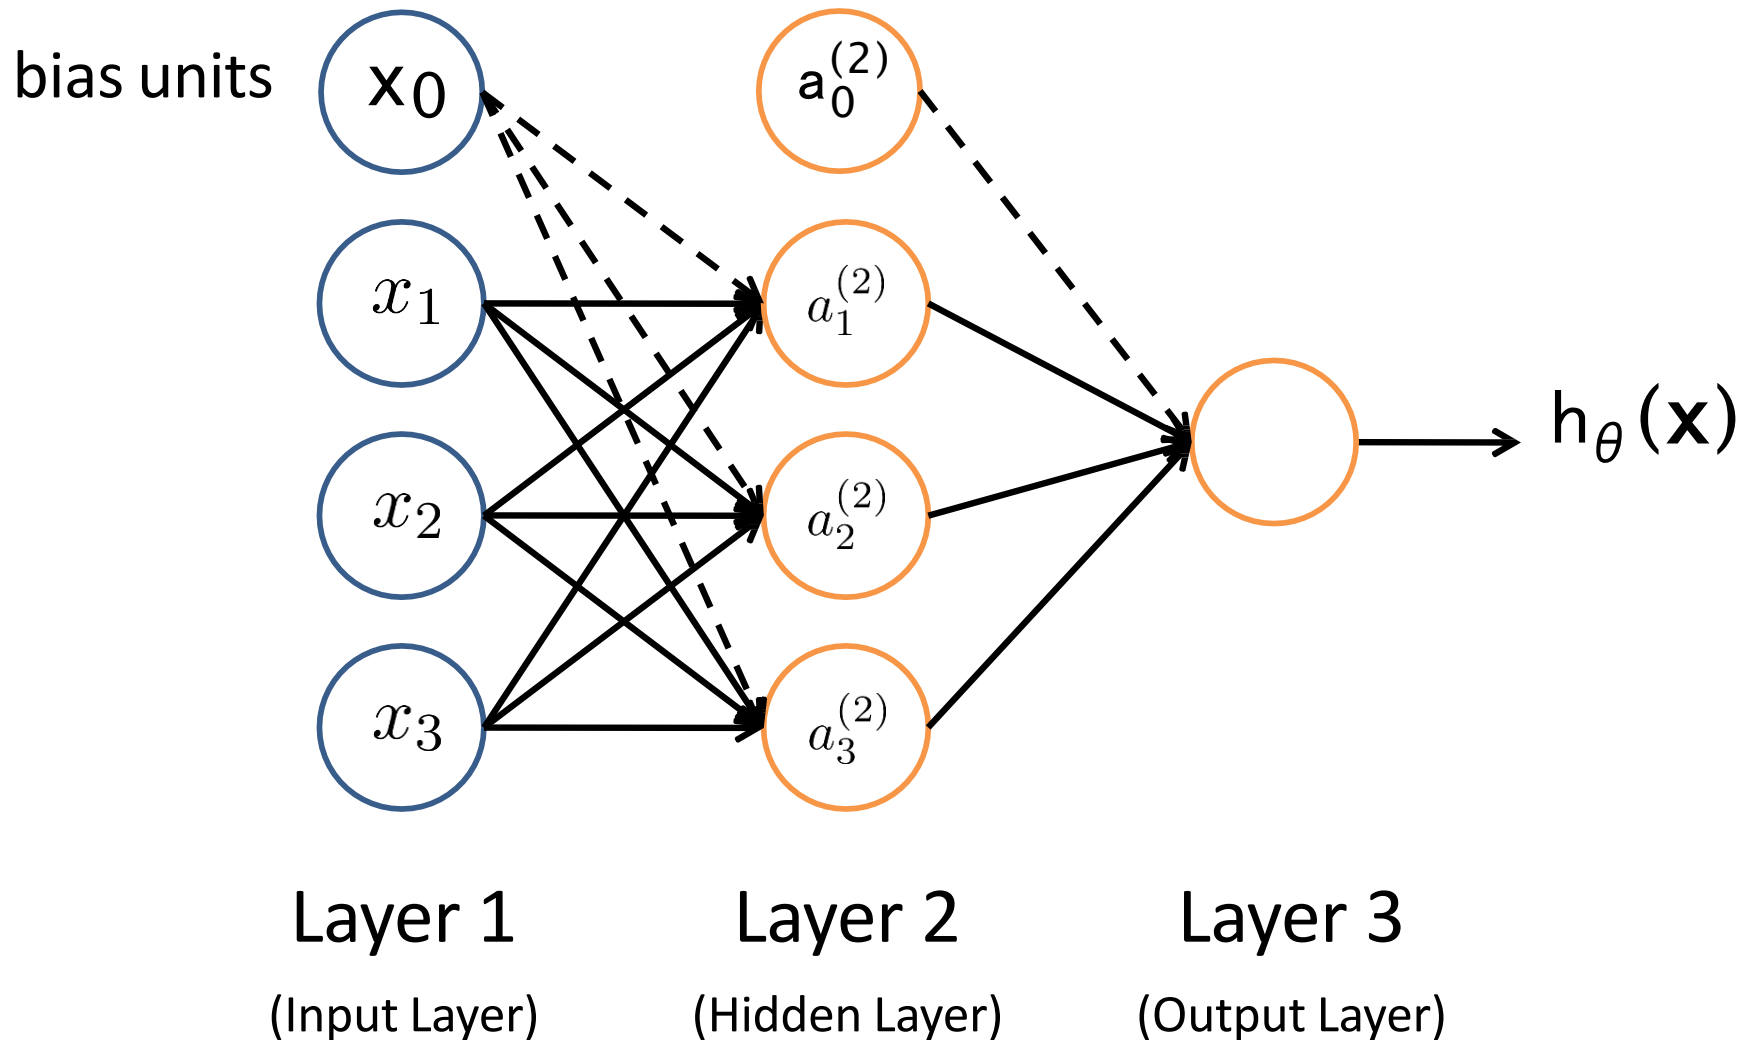 bias units
x₀
a₀⁽²⁾
x₁
a₁⁽²⁾
x₂
a₂⁽²⁾
x₃
a₃⁽²⁾
h_θ(x)
Layer 1
Layer 2
Layer 3
(Input Layer)
(Hidden Layer)
(Output Layer)